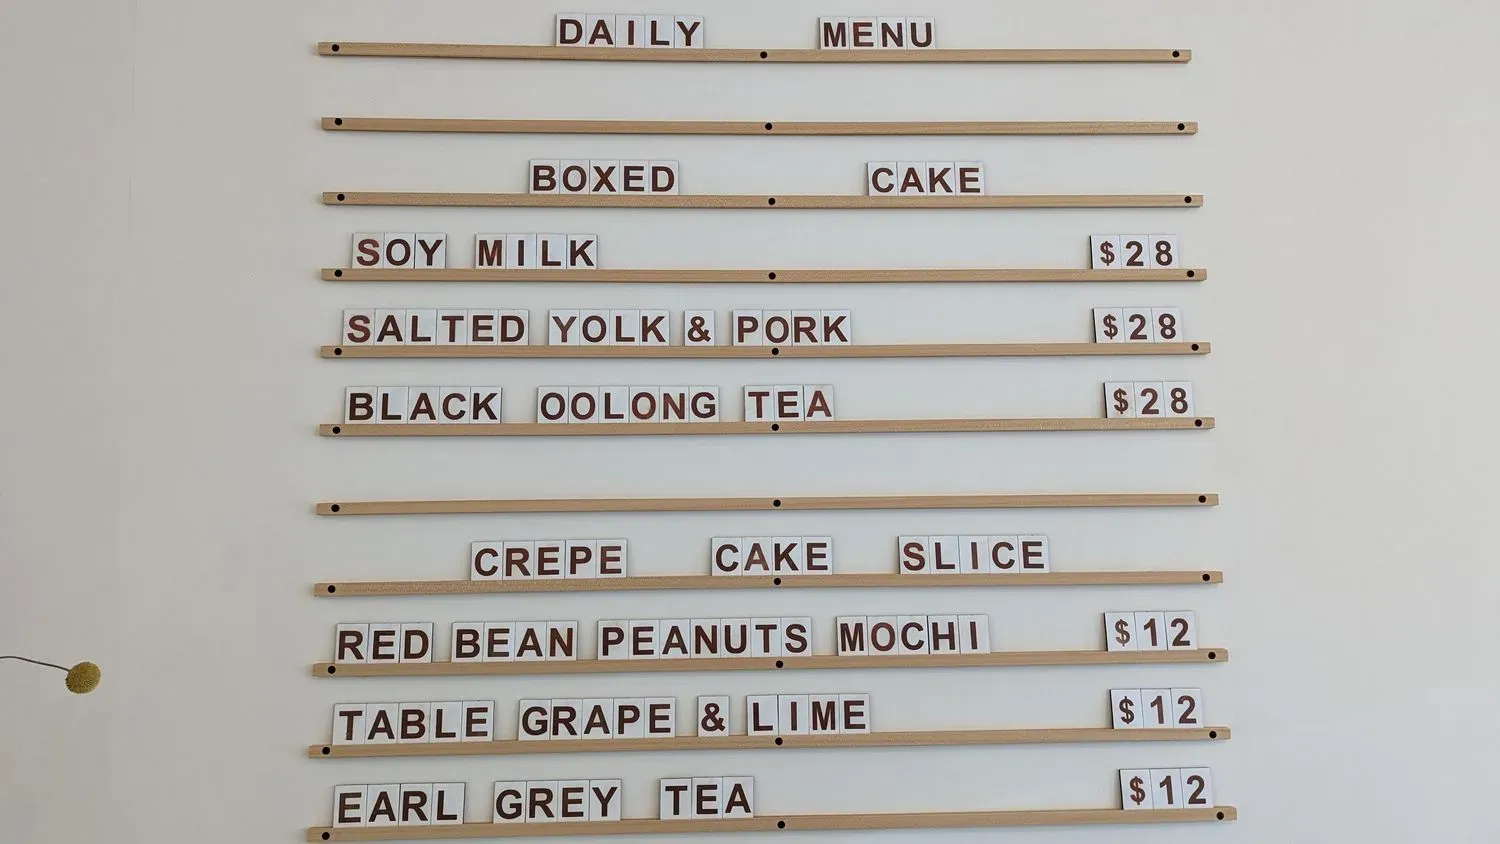 DAILY MENU
BOXED CAKE
SOY MILK $28
SALTED YOLK & PORK $28
BLACK OOLONG TEA $28
CREPE CAKE SLICE
RED BEAN PEANUTS MOCHI $12
TABLE GRAPE & LIME $12
EARL GREY TEA $12